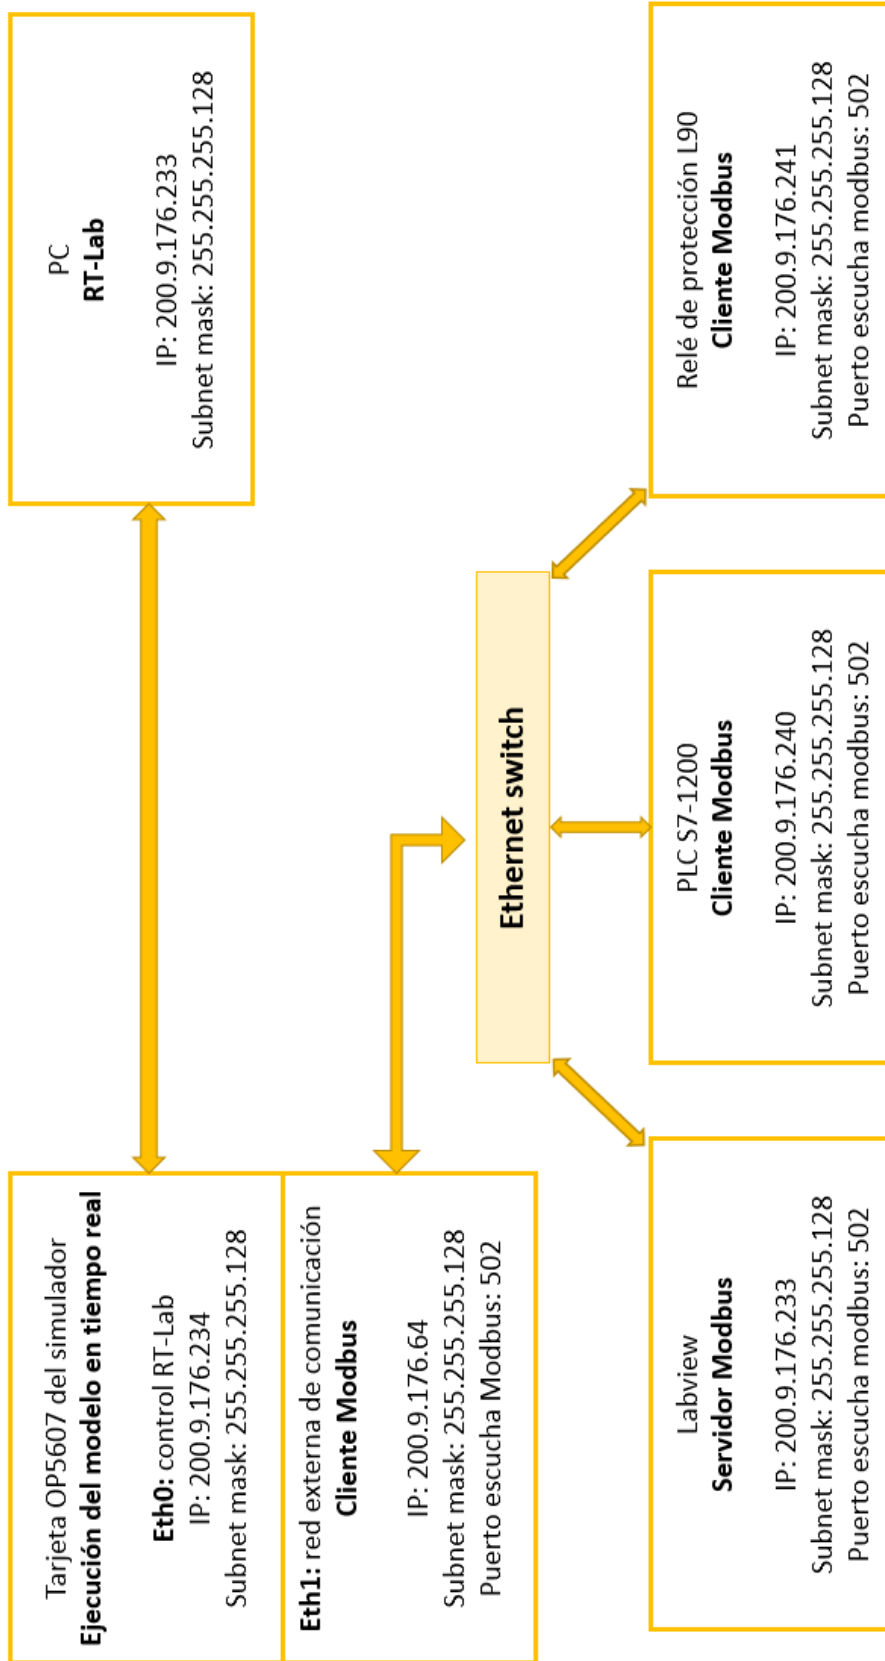 Tarjeta OP5607 del simulador
Ejecución del modelo en tiempo real
Eth0: control RT-Lab
IP: 200.9.176.234
Subnet mask: 255.255.255.128
Eth1: red externa de comunicación
Cliente Modbus
IP: 200.9.176.64
Subnet mask: 255.255.255.128
Puerto escucha Modbus: 502
PC
RT-Lab
IP: 200.9.176.233
Subnet mask: 255.255.255.128
Ethernet switch
Labview
Servidor Modbus
IP: 200.9.176.233
Subnet mask: 255.255.255.128
Puerto escucha modbus: 502
PLC S7-1200
Cliente Modbus
IP: 200.9.176.240
Subnet mask: 255.255.255.128
Puerto escucha modbus: 502
Relé de protección L90
Cliente Modbus
IP: 200.9.176.241
Subnet mask: 255.255.255.128
Puerto escucha modbus: 502